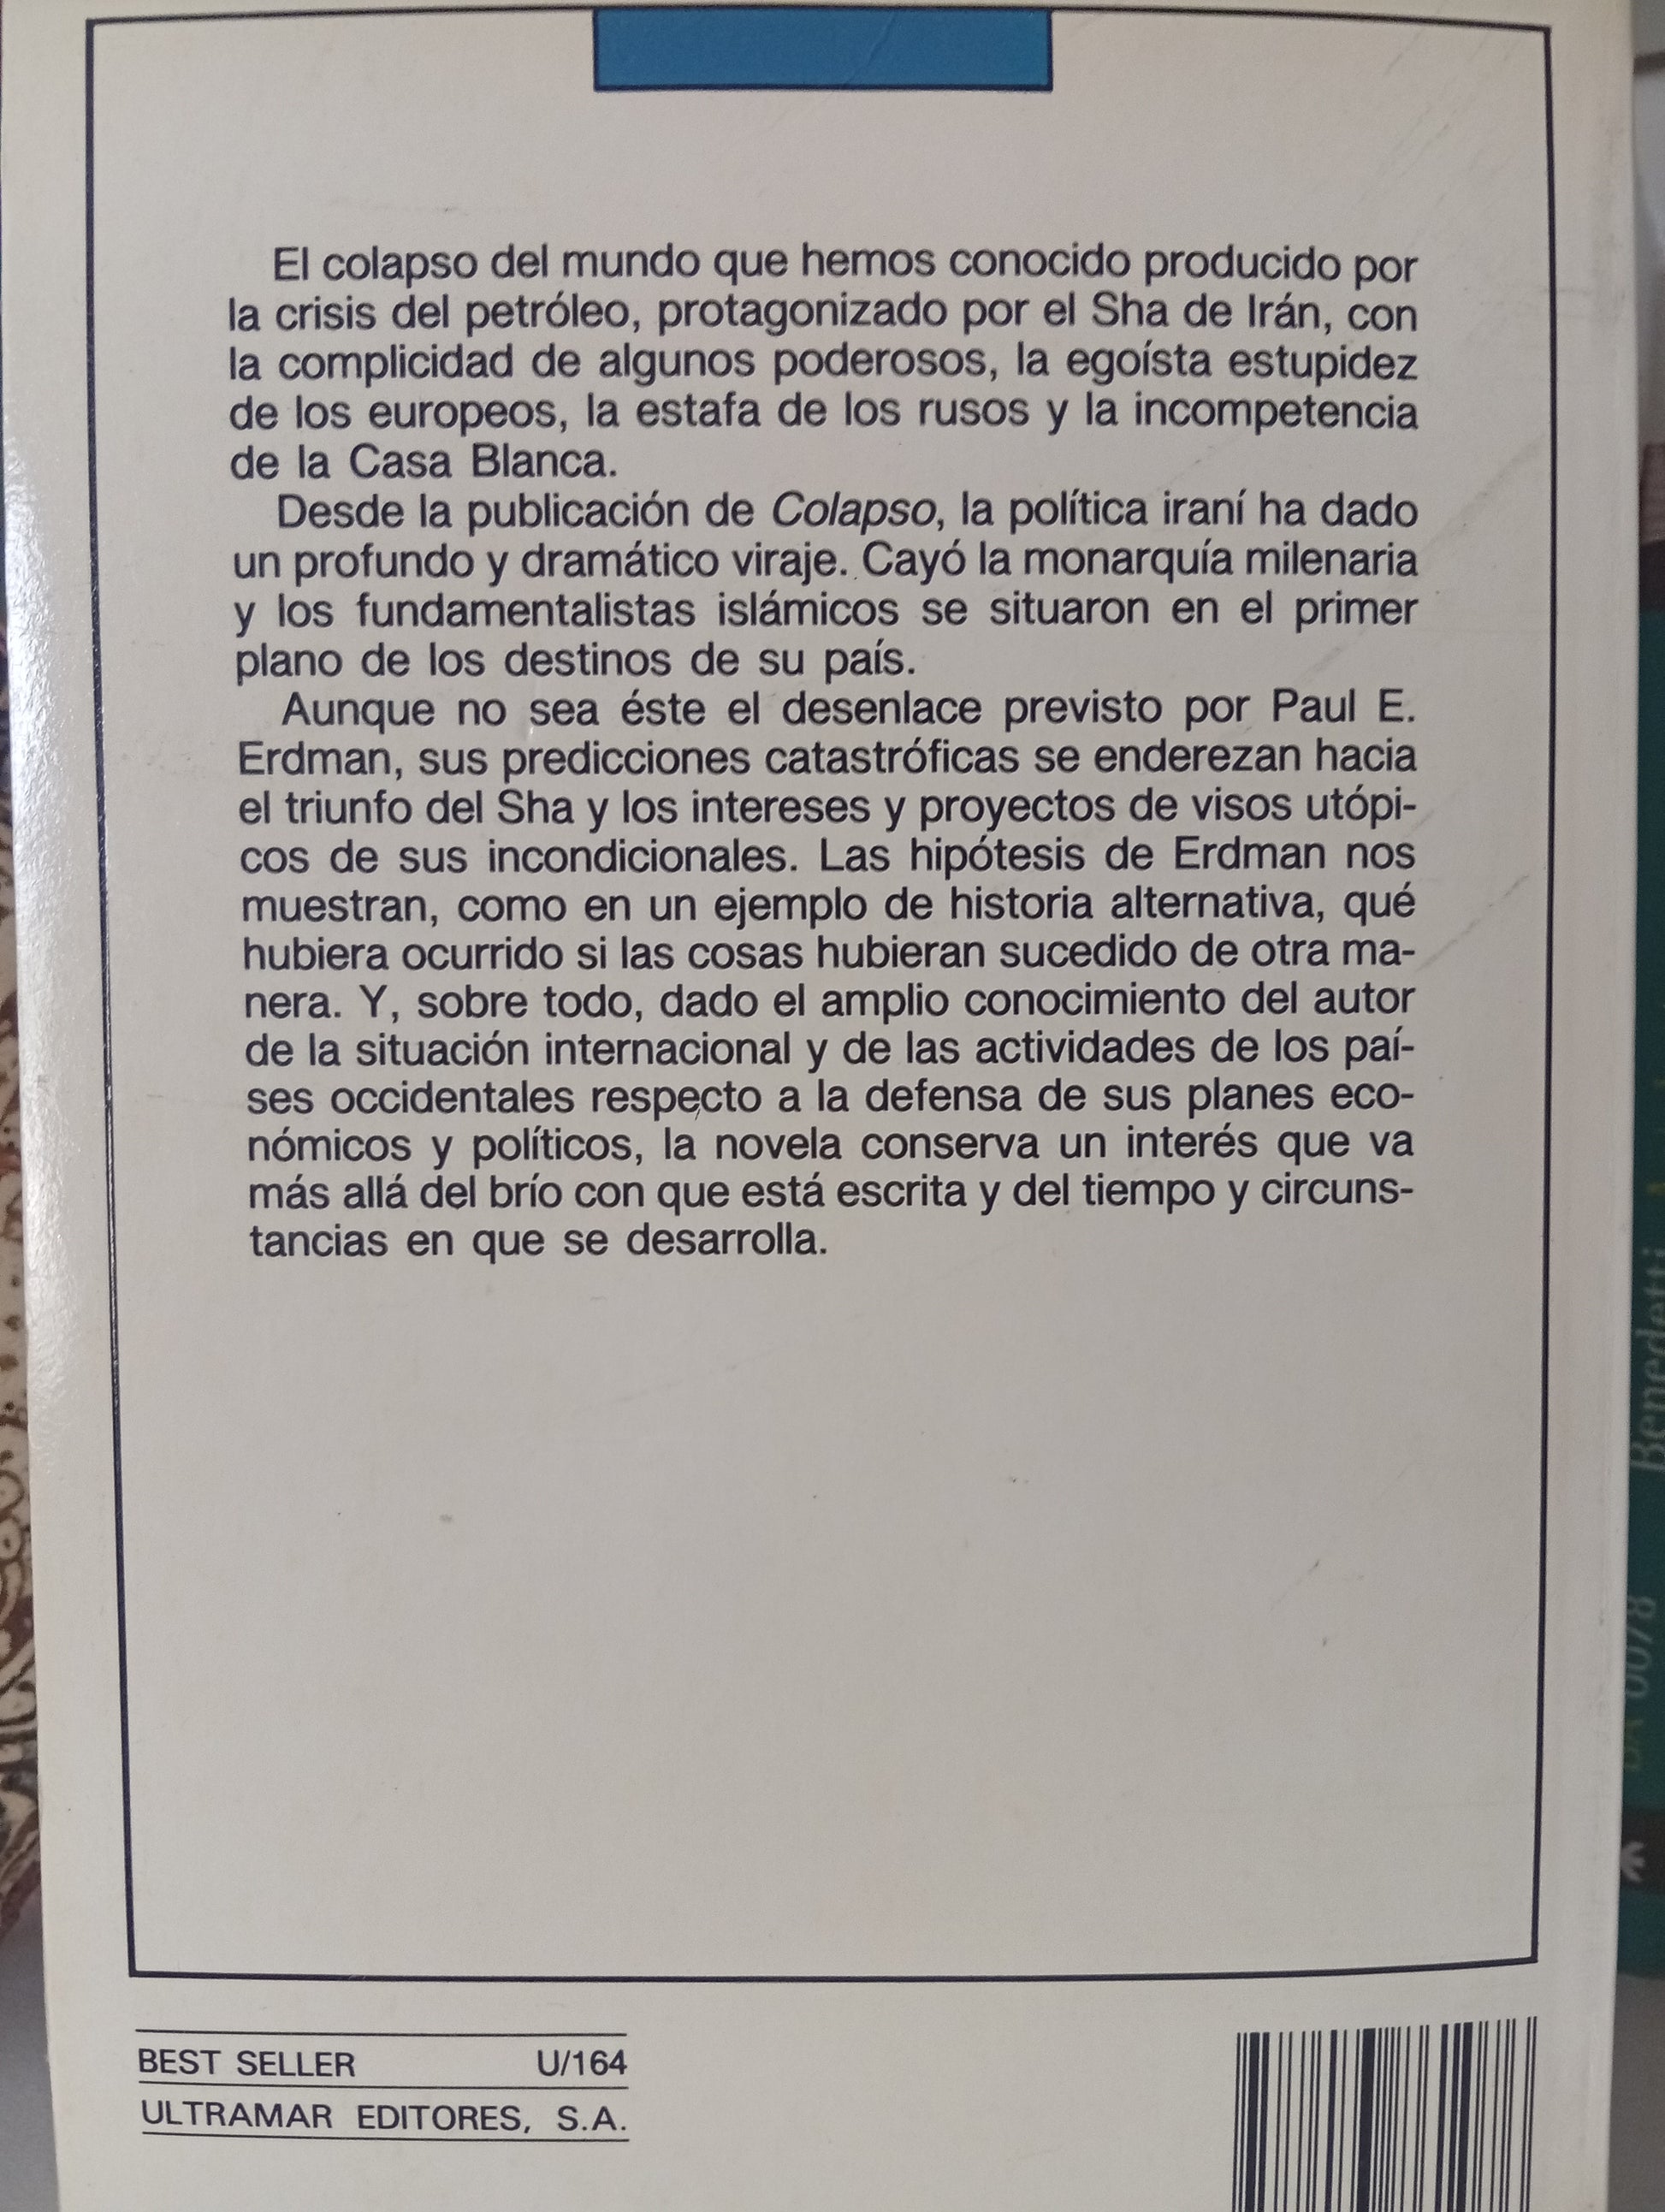 El colapso del mundo que hemos conocido producido por
la crisis del petróleo, protagonizado por el Sha de Irán, con
la complicidad de algunos poderosos, la egoísta estupidez
de los europeos, la estafa de los rusos y la incompetencia
de la Casa Blanca.
Desde la publicación de Colapso, la política iraní ha dado
un profundo y dramático viraje. Cayó la monarquía milenaria
y los fundamentalistas islámicos se situaron en el primer
plano de los destinos de su país.
Aunque no sea éste el desenlace previsto por Paul E.
Erdman, sus predicciones catastróficas se enderezan hacia
el triunfo del Sha y los intereses y proyectos de visos utópi-
cos de sus incondicionales. Las hipótesis de Erdman nos
muestran, como en un ejemplo de historia alternativa, qué
hubiera ocurrido si las cosas hubieran sucedido de otra ma-
nera. Y, sobre todo, dado el amplio conocimiento del autor
de la situación internacional y de las actividades de los paí-
ses occidentales respecto a la defensa de sus planes eco-
nómicos y políticos, la novela conserva un interés que va
más allá del brío con que está escrita y del tiempo y circuns-
tancias en que se desarrolla.
BEST SELLER U/164
ULTRAMAR EDITORES, S.A.
Benedetti
BA 0078